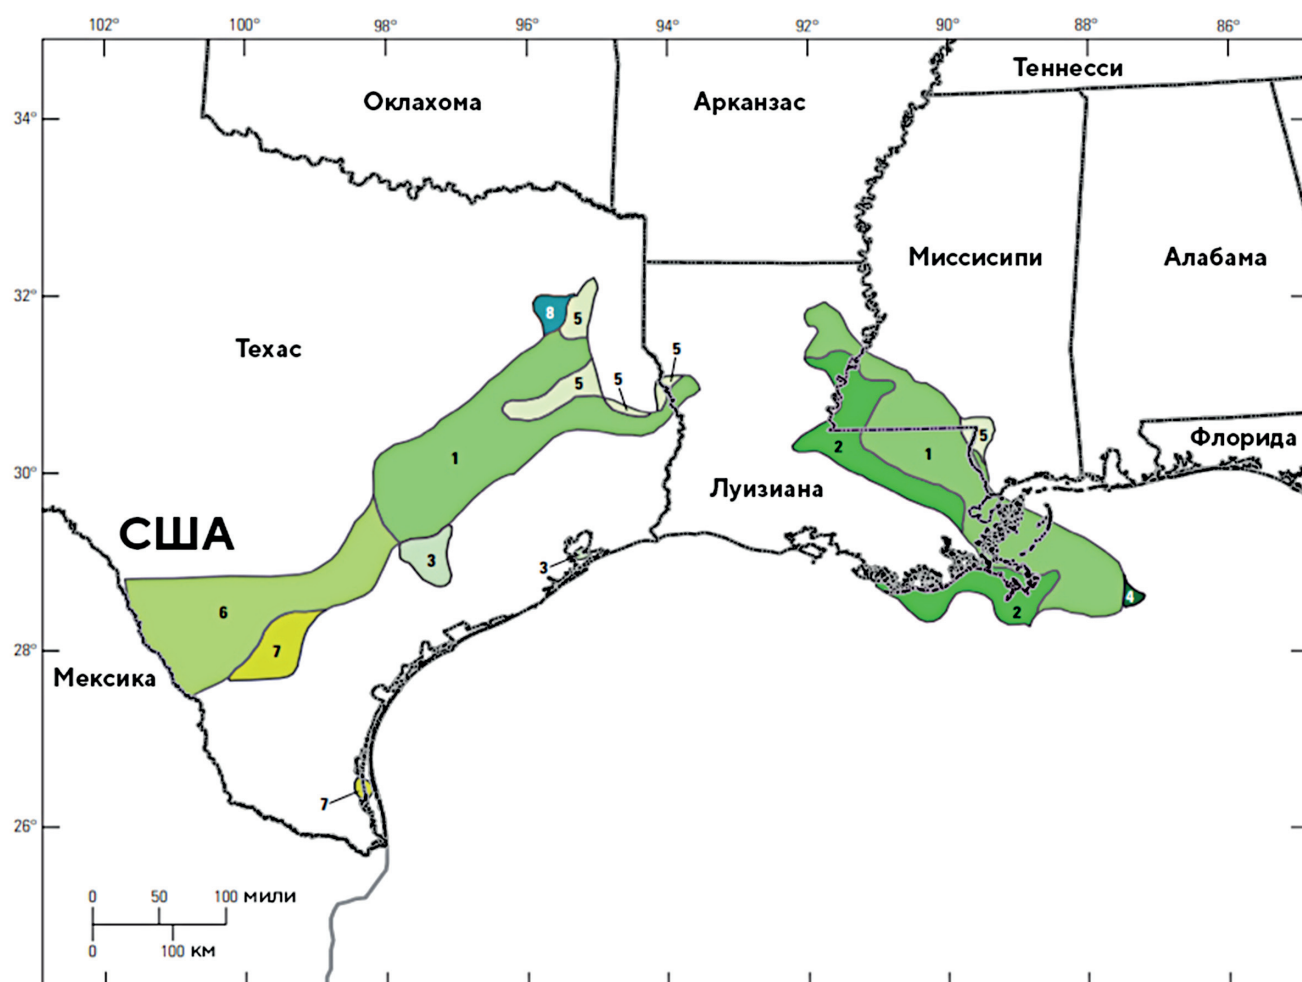 102° 100° 98° 96° 94° 92° 90° 88° 86°
Теннесси
Оклахома Арканзас
34°
Миссисипи Алабама
32°
8 5
Техас 5
5 5
Флорида
1 2 1 5
30°
Луизиана
США
3 3
4
6 2
28° 7
Мексика
7
26°
0 50 100 мили
0 100 км